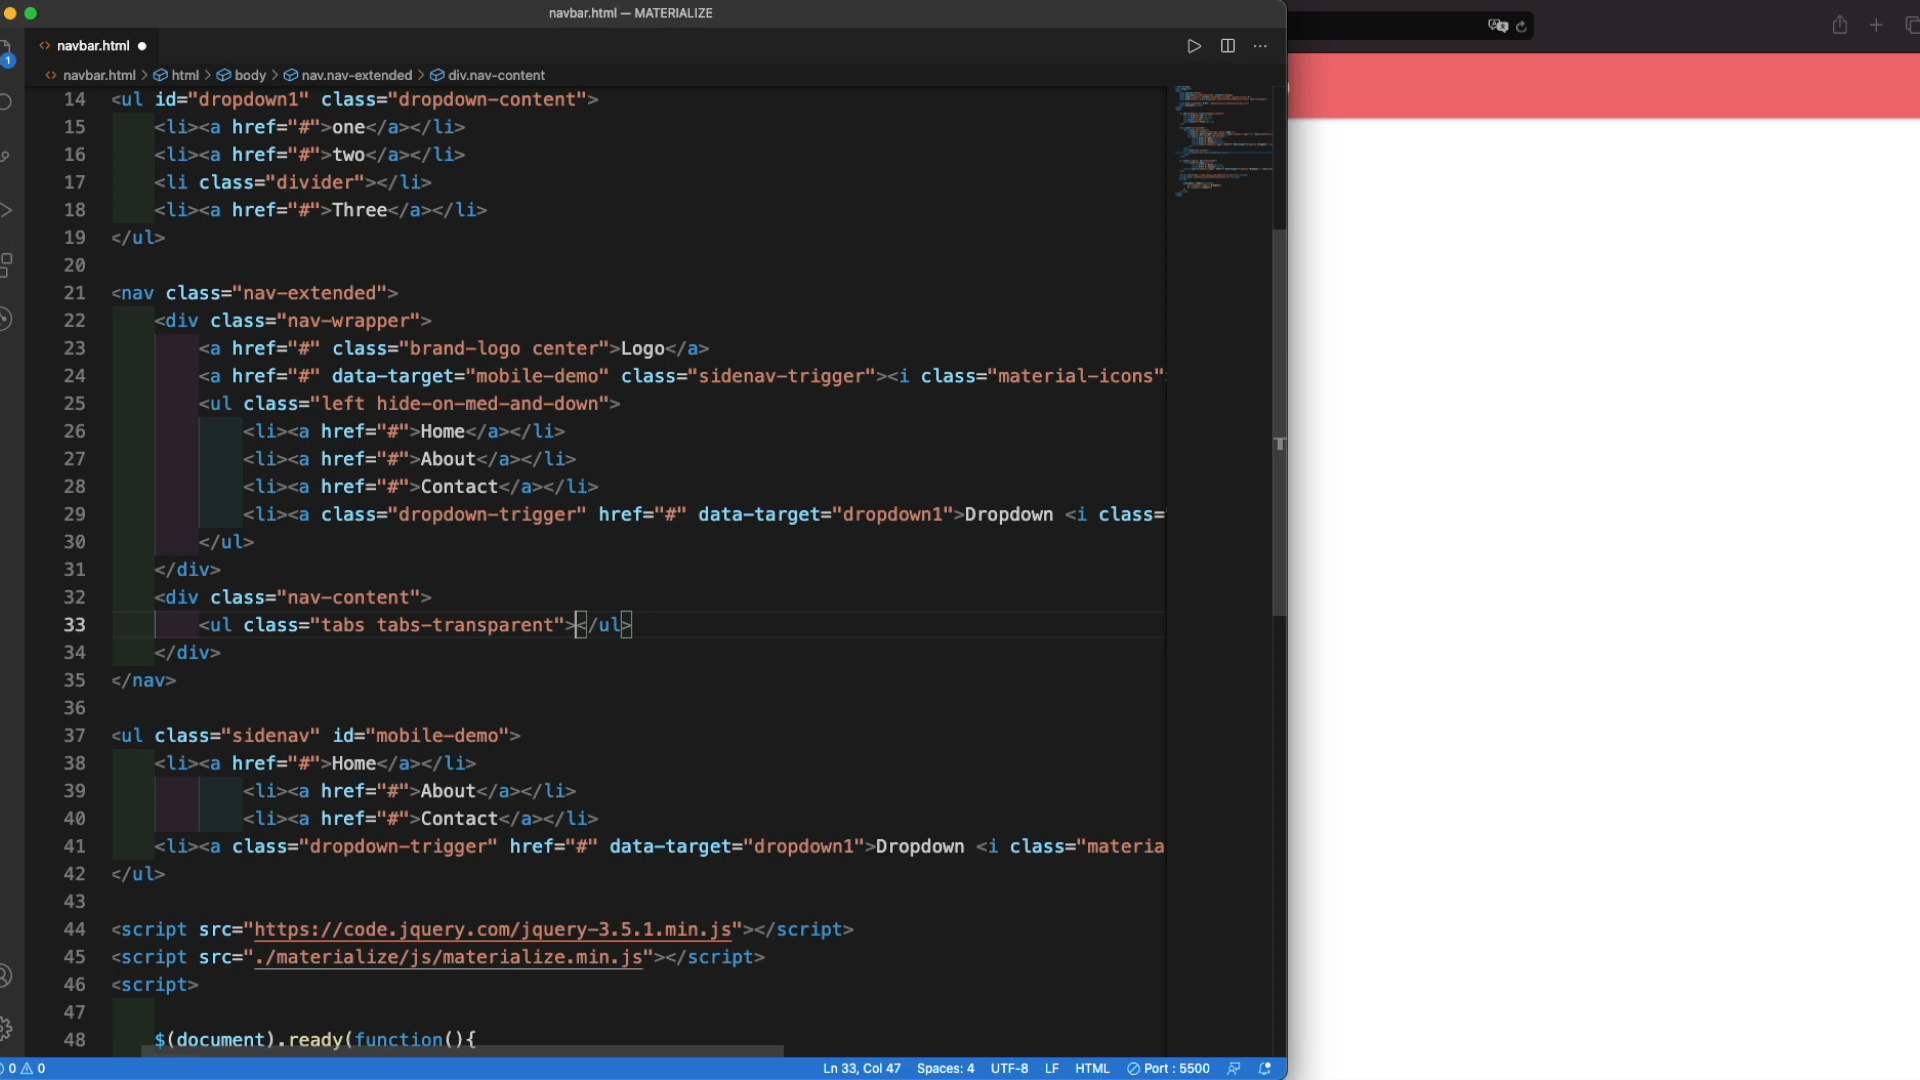 navbar.html — MATERIALIZE
navbar.html
1
navbar.html > html > body > nav.nav-extended > div.nav-content
14 <ul id="dropdown1" class="dropdown-content">
15 <li><a href="#">one</a></li>
16 <li><a href="#">two</a></li>
17 <li class="divider"></li>
18 <li><a href="#">Three</a></li>
19 </ul>
20
21 <nav class="nav-extended">
22 <div class="nav-wrapper">
23 <a href="#" class="brand-logo center">Logo</a>
24 <a href="#" data-target="mobile-demo" class="sidenav-trigger"><i class="material-icons"
25 <ul class="left hide-on-med-and-down">
26 <li><a href="#">Home</a></li>
27 <li><a href="#">About</a></li>
28 <li><a href="#">Contact</a></li>
29 <li><a class="dropdown-trigger" href="#" data-target="dropdown1">Dropdown <i class=
30 </ul>
31 </div>
32 <div class="nav-content">
33 <ul class="tabs tabs-transparent"></ul>
34 </div>
35 </nav>
36
37 <ul class="sidenav" id="mobile-demo">
38 <li><a href="#">Home</a></li>
39 <li><a href="#">About</a></li>
40 <li><a href="#">Contact</a></li>
41 <li><a class="dropdown-trigger" href="#" data-target="dropdown1">Dropdown <i class="materia
42 </ul>
43
44 <script src="https://code.jquery.com/jquery-3.5.1.min.js"></script>
45 <script src="./materialize/js/materialize.min.js"></script>
46 <script>
47
48 $(document).ready(function(){
0 0 Ln 33, Col 47 Spaces: 4 UTF-8 LF HTML Port : 5500